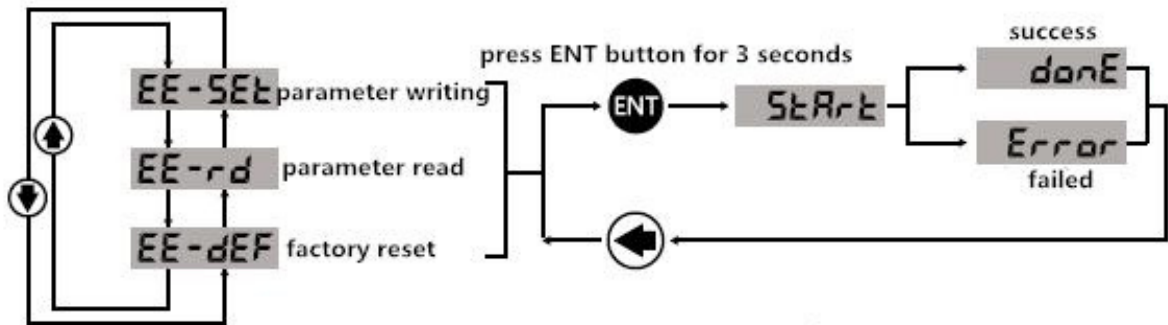 press ENT button for 3 seconds
success
EE-SEt parameter writing
ENT
StArt
donE
EE-rd parameter read
Error
failed
EE-dEF factory reset